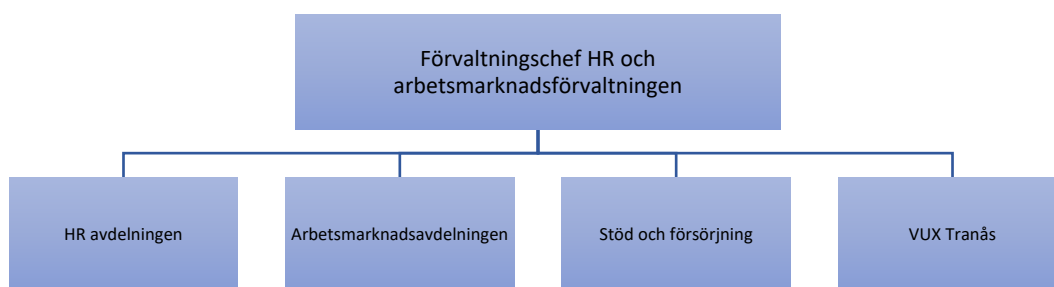 Förvaltningschef HR och
arbetsmarknadsförvaltningen
HR avdelningen
Arbetsmarknadsavdelningen
Stöd och försörjning
VUX Tranås